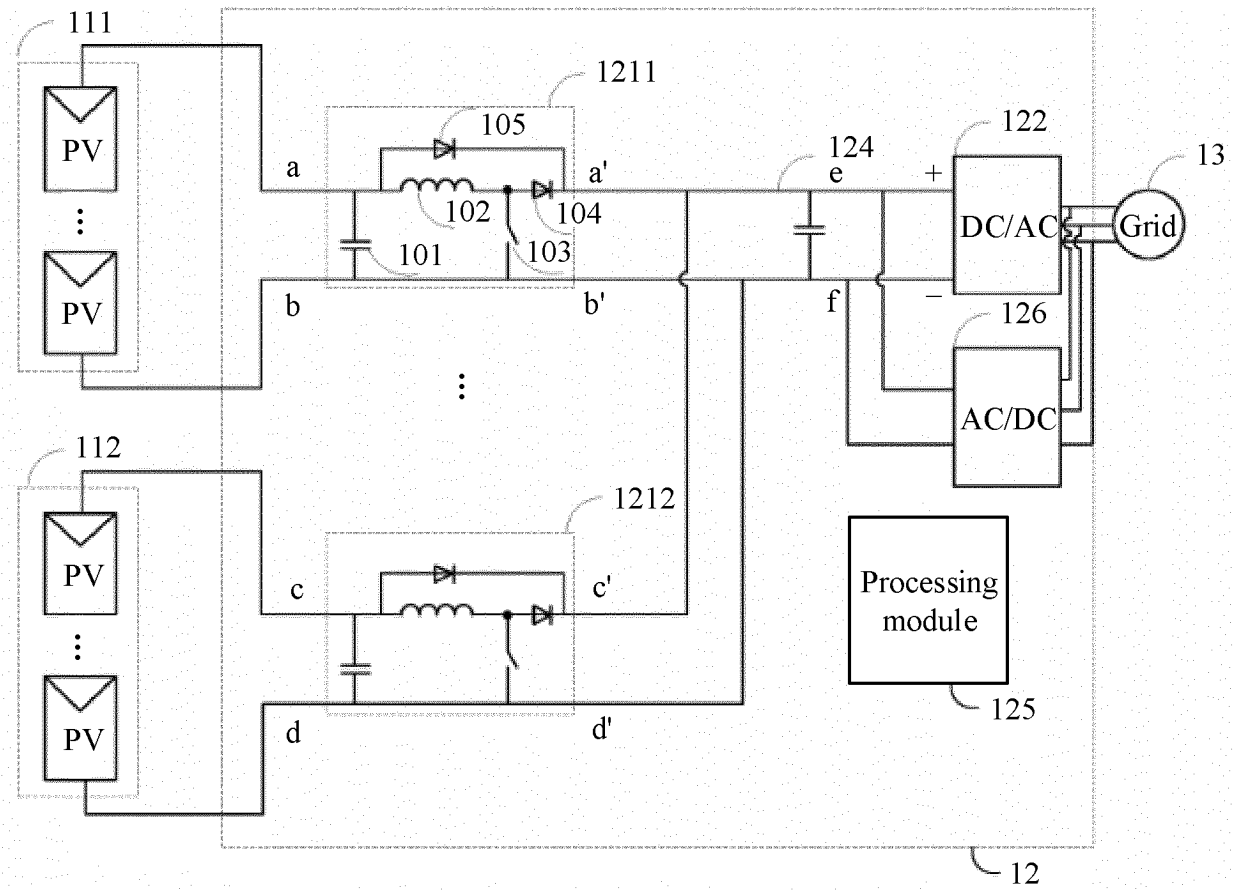 111
PV
⋮
PV
a
b
1211
105
102
104
101
103
a'
b'
124
e
f
+
−
122
DC/AC
13
Grid
126
AC/DC
⋮
112
PV
⋮
PV
c
d
1212
c'
d'
Processing
module
125
12